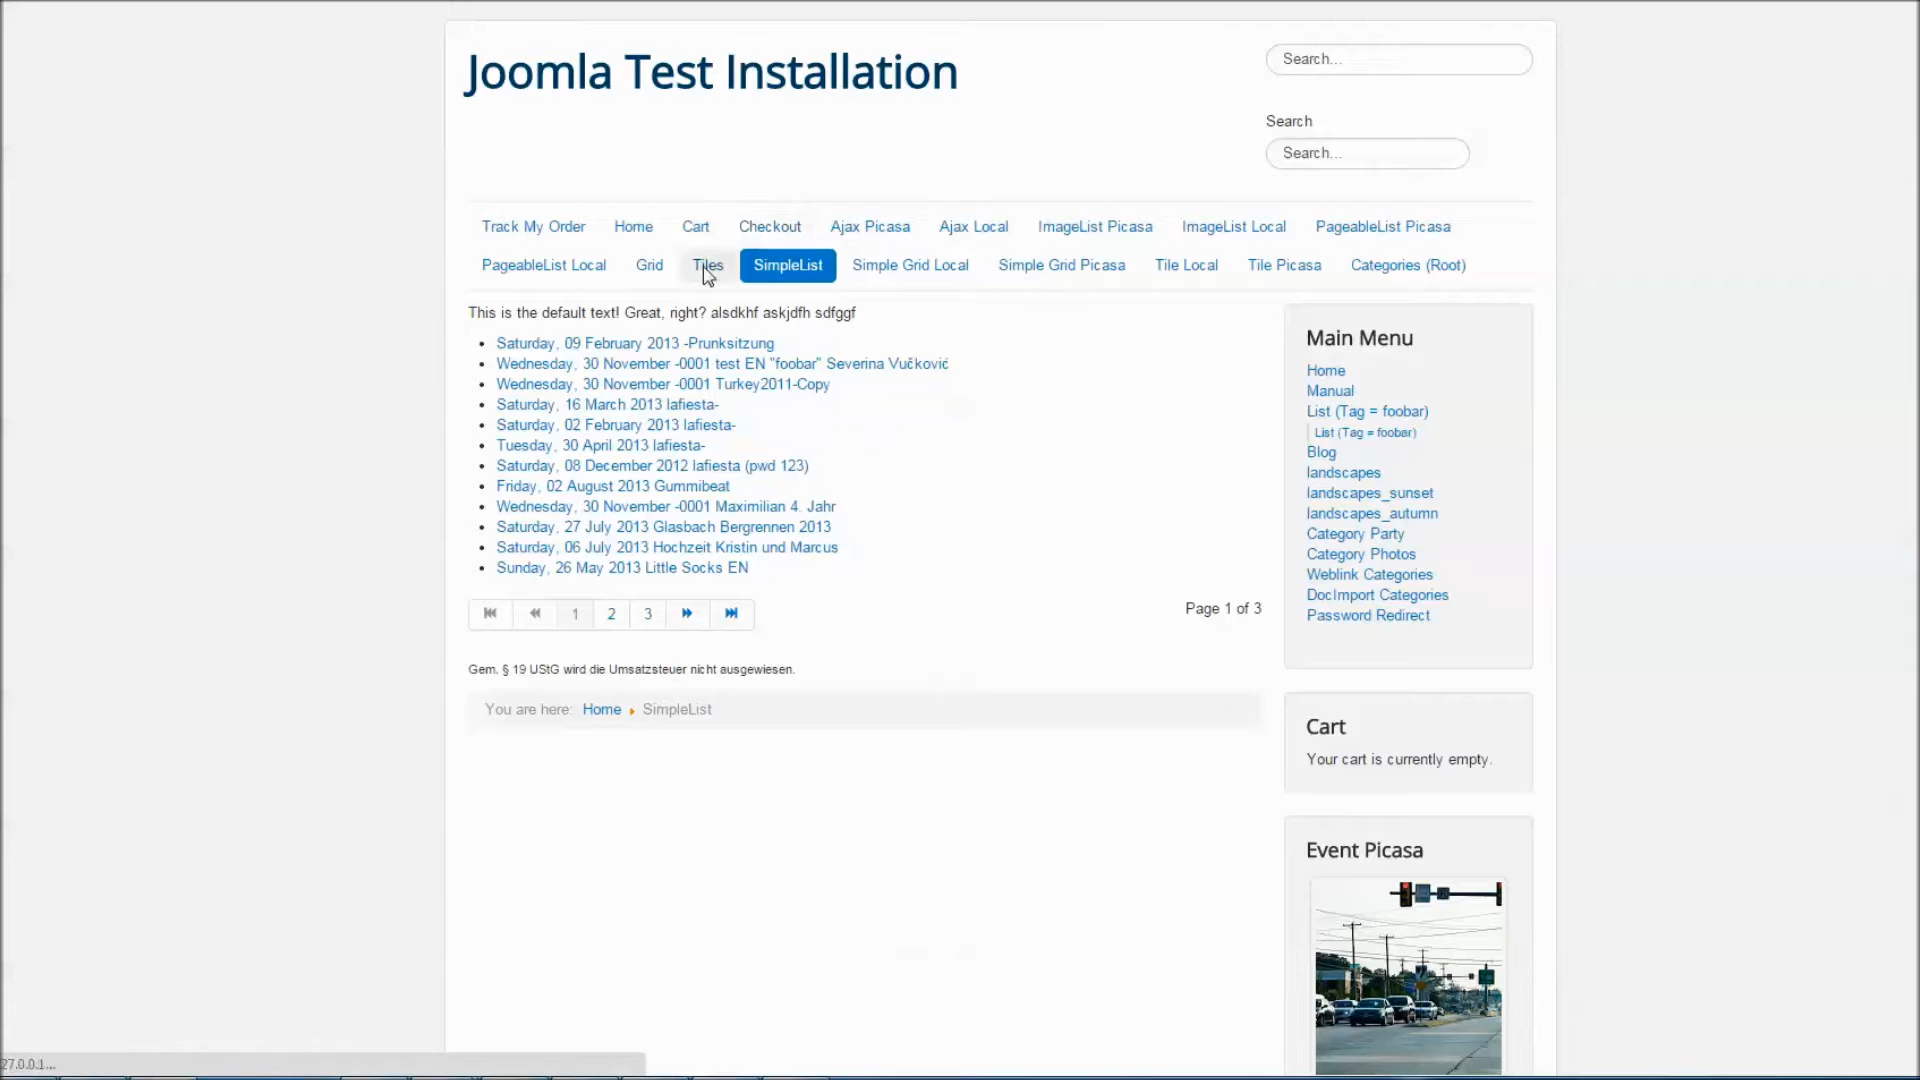 Joomla Test Installation
Search...
Search
Search...
Track My Order Home Cart Checkout Ajax Picasa Ajax Local ImageList Picasa ImageList Local PageableList Picasa
PageableList Local Grid Tiles SimpleList Simple Grid Local Simple Grid Picasa Tile Local Tile Picasa Categories (Root)
This is the default text! Great, right? alsdkhf askjdfh sdfggf
Saturday, 09 February 2013 -Prunksitzung
Wednesday, 30 November -0001 test EN "foobar" Severina Vučković
Wednesday, 30 November -0001 Turkey2011-Copy
Saturday, 16 March 2013 lafiesta-
Saturday, 02 February 2013 lafiesta-
Tuesday, 30 April 2013 lafiesta-
Saturday, 08 December 2012 lafiesta (pwd 123)
Friday, 02 August 2013 Gummibeat
Wednesday, 30 November -0001 Maximilian 4. Jahr
Saturday, 27 July 2013 Glasbach Bergrennen 2013
Saturday, 06 July 2013 Hochzeit Kristin und Marcus
Sunday, 26 May 2013 Little Socks EN
1 2 3
Page 1 of 3
Gem. § 19 UStG wird die Umsatzsteuer nicht ausgewiesen.
You are here: Home SimpleList
Main Menu
Home
Manual
List (Tag = foobar)
List (Tag = foobar)
Blog
landscapes
landscapes_sunset
landscapes_autumn
Category Party
Category Photos
Weblink Categories
DocImport Categories
Password Redirect
Cart
Your cart is currently empty.
Event Picasa
27.0.0.1...